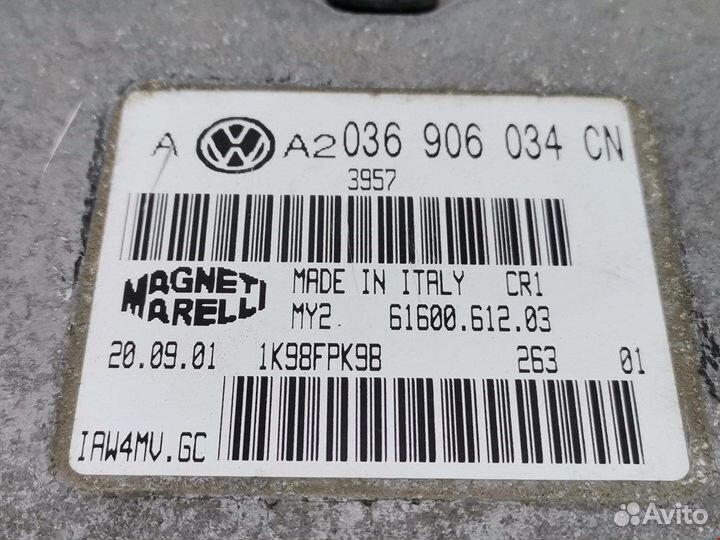 A VW A2 036 906 034 CN
3957
MAGNETI MARELLI
MADE IN ITALY CR1
MY2 61600.612.03
20.09.01 1K98FPK9B 263 01
IAW4MV.GC
Avito